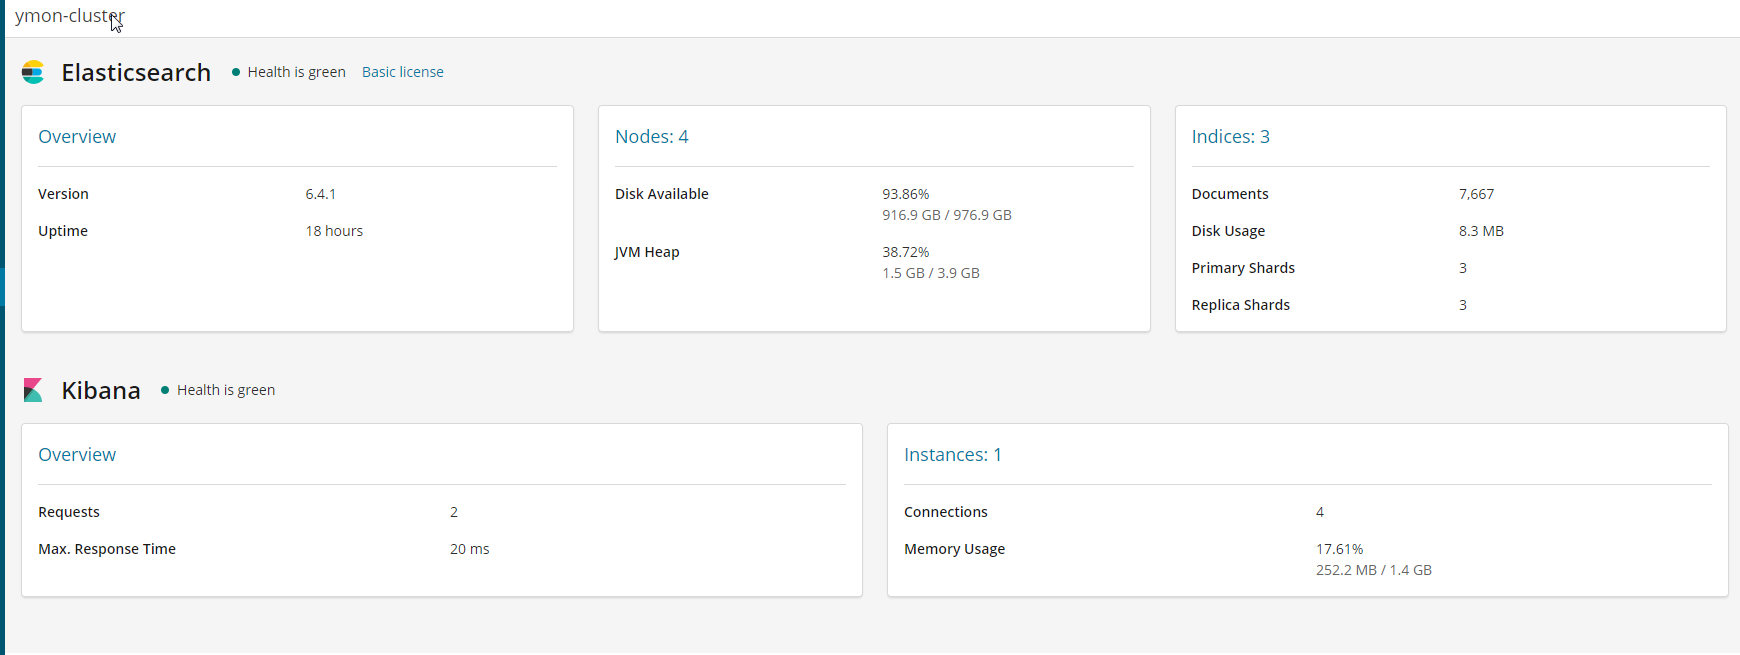 ymon-cluster
Elasticsearch Health is green Basic license
Overview
Version 6.4.1
Uptime 18 hours
Nodes: 4
Disk Available 93.86%
916.9 GB / 976.9 GB
JVM Heap 38.72%
1.5 GB / 3.9 GB
Indices: 3
Documents 7,667
Disk Usage 8.3 MB
Primary Shards 3
Replica Shards 3
Kibana Health is green
Overview
Requests 2
Max. Response Time 20 ms
Instances: 1
Connections 4
Memory Usage 17.61%
252.2 MB / 1.4 GB